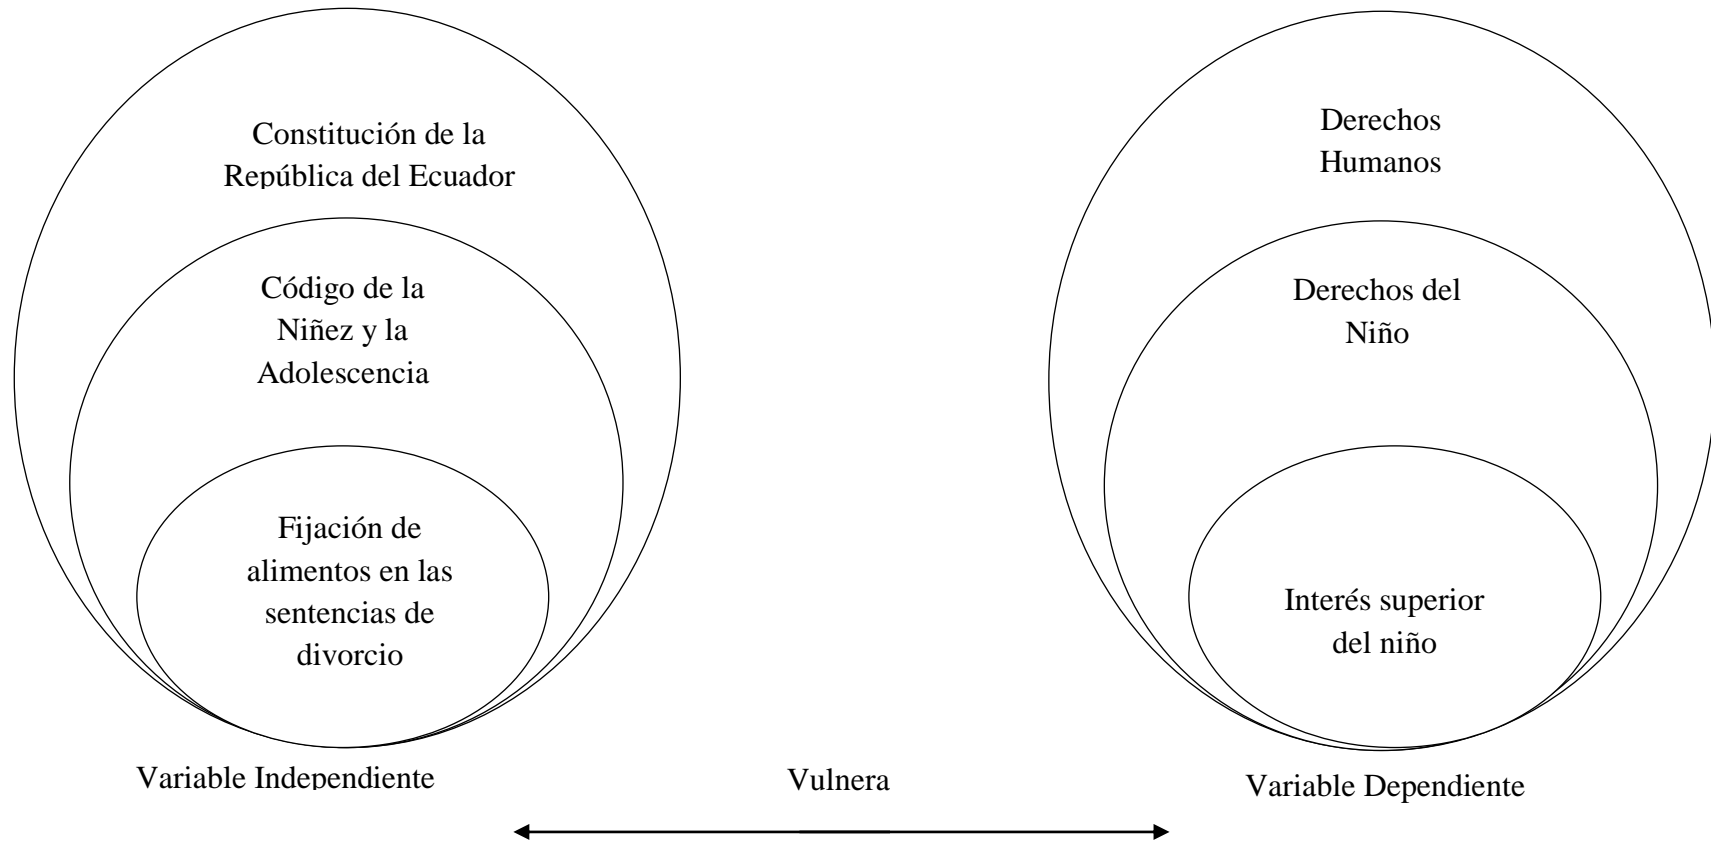 Constitución de la
República del Ecuador
Código de la
Niñez y la
Adolescencia
Fijación de
alimentos en las
sentencias de
divorcio
Variable Independiente
Vulnera
Derechos
Humanos
Derechos del
Niño
Interés superior
del niño
Variable Dependiente